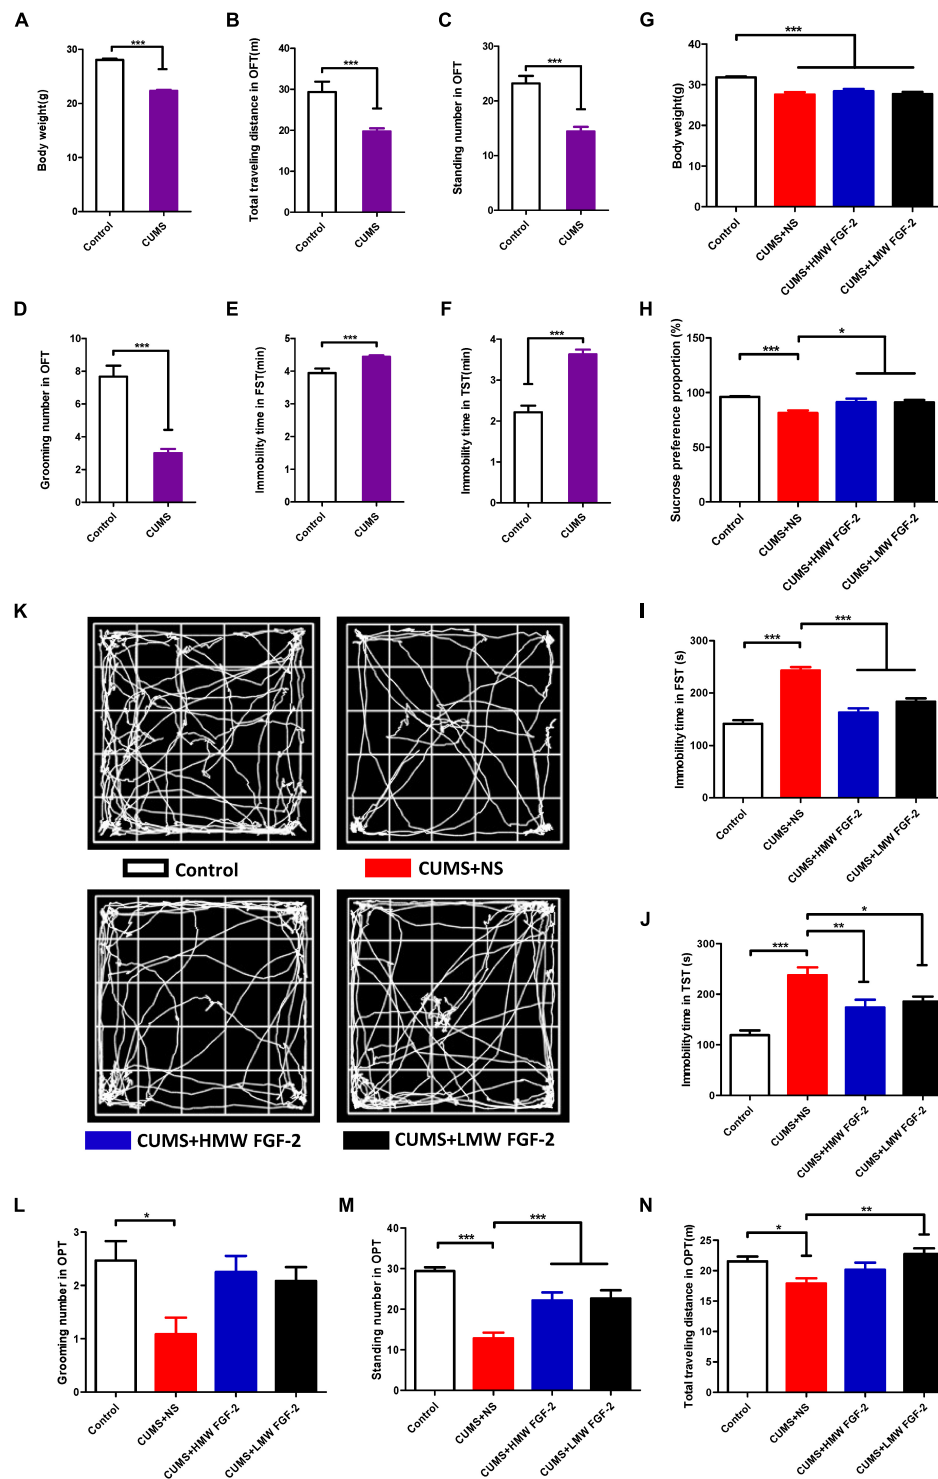 A
Body weight(g)
30
20
10
0
***
Control
CUMS
B
Total traveling distance in OFT(m)
40
30
20
10
0
***
Control
CUMS
C
Standing number in OFT
30
20
10
0
***
Control
CUMS
G
Body weight(g)
40
30
20
10
0
***
Control
CUMS+NS
CUMS+HMW FGF-2
CUMS+LMW FGF-2
D
Grooming number in OFT
8
6
4
2
0
***
Control
CUMS
E
Immobility time in FST(min)
5
4
3
2
1
0
***
Control
CUMS
F
Immobility time in TST(min)
4
3
2
1
0
***
Control
CUMS
H
Sucrose preference proportion (%)
150
100
50
0
***
*
Control
CUMS+NS
CUMS+HMW FGF-2
CUMS+LMW FGF-2
K
Control
CUMS+NS
CUMS+HMW FGF-2
CUMS+LMW FGF-2
I
Immobility time in FST (s)
300
200
100
0
***
***
Control
CUMS+NS
CUMS+HMW FGF-2
CUMS+LMW FGF-2
J
Immobility time in TST (s)
300
200
100
0
***
**
*
Control
CUMS+NS
CUMS+HMW FGF-2
CUMS+LMW FGF-2
L
Grooming number in OPT
3
2
1
0
*
Control
CUMS+NS
CUMS+HMW FGF-2
CUMS+LMW FGF-2
M
Standing number in OPT
40
30
20
10
0
***
***
Control
CUMS+NS
CUMS+HMW FGF-2
CUMS+LMW FGF-2
N
Total traveling distance in OPT(m)
25
20
15
10
5
0
*
**
Control
CUMS+NS
CUMS+HMW FGF-2
CUMS+LMW FGF-2